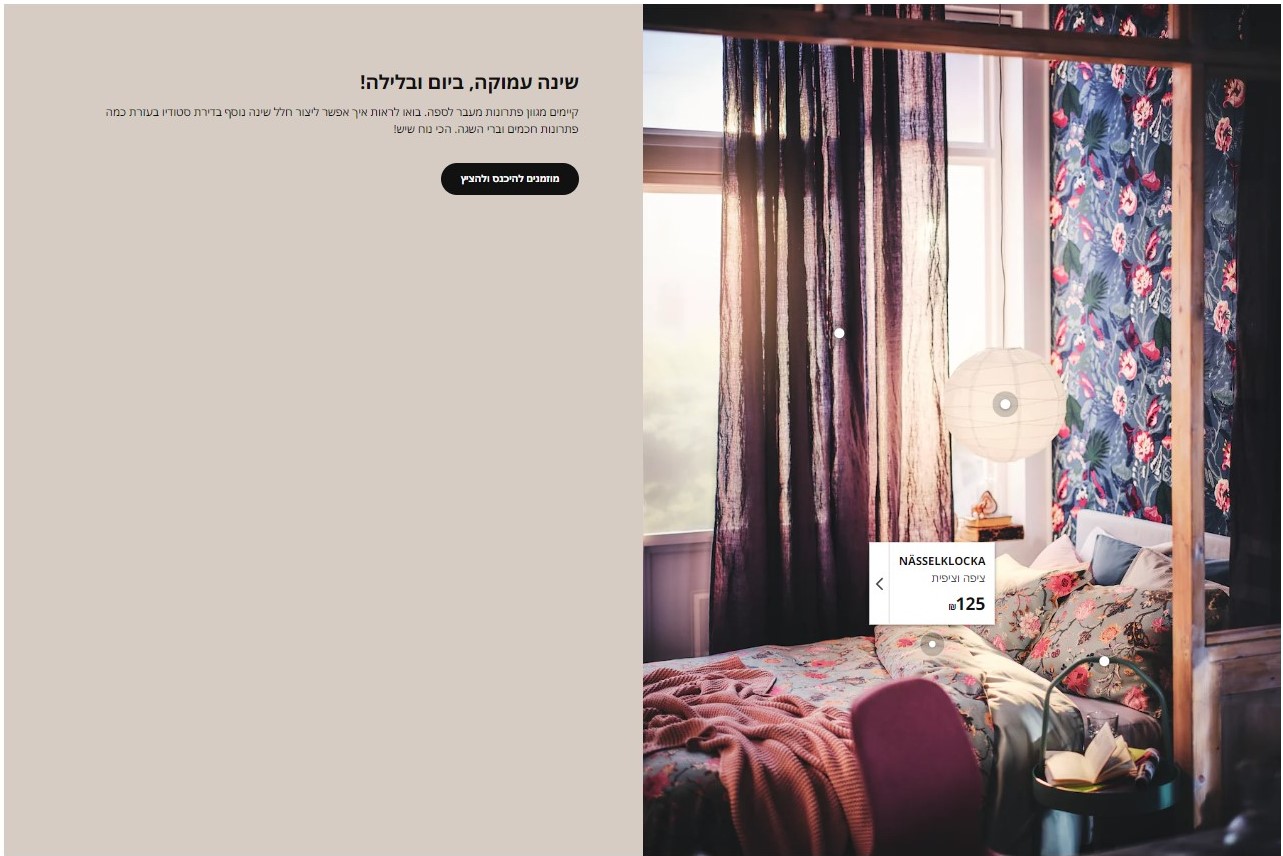 שינה עמוקה, ביום ובלילה!
קיימים מגוון פתרונות מעבר לספה. בואו לראות איך אפשר ליצור חלל שינה נוסף בדירת סטודיו בעזרת כמה
פתרונות חכמים וברי השגה. הכי נוח שיש!
מוזמנים להיכנס ולהציץ
NÄSSELKLOCKA
ציפה וציפית
₪125